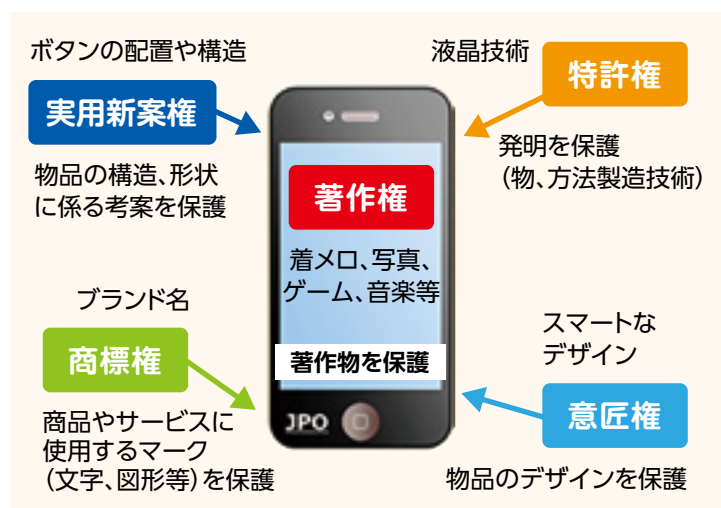 ボタンの配置や構造
実用新案権
物品の構造、形状
に係る考案を保護
液晶技術
特許権
発明を保護
(物、方法製造技術)
著作権
着メロ、写真、
ゲーム、音楽等
著作物を保護
ブランド名
商標権
商品やサービスに
使用するマーク
(文字、図形等)を保護
JPO
スマートな
デザイン
意匠権
物品のデザインを保護